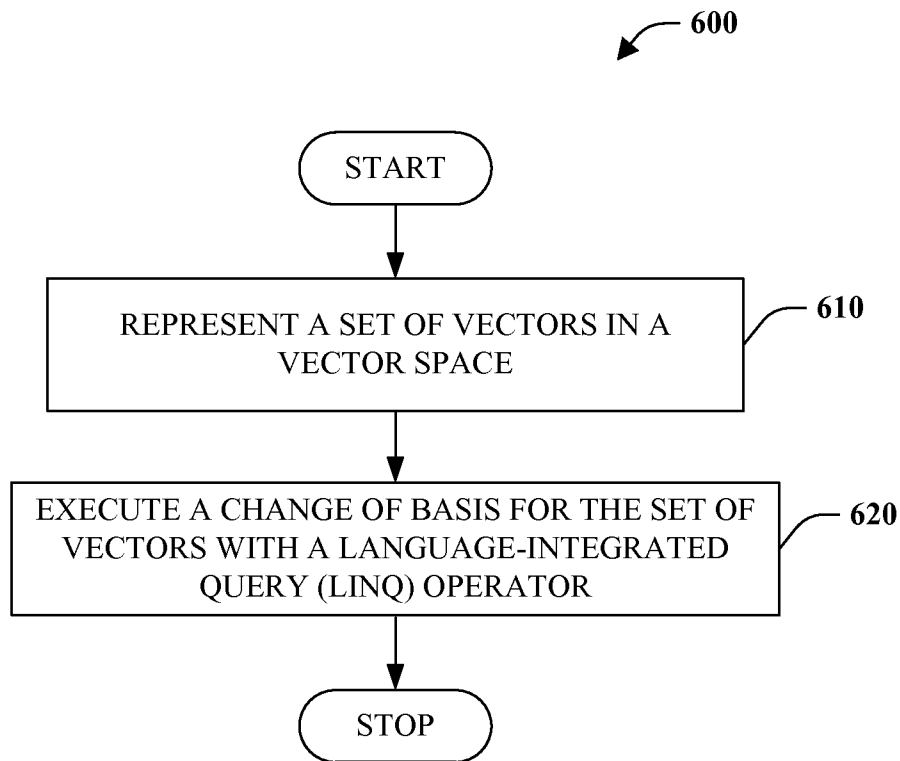 600
START
REPRESENT A SET OF VECTORS IN A
VECTOR SPACE
610
EXECUTE A CHANGE OF BASIS FOR THE SET OF
VECTORS WITH A LANGUAGE-INTEGRATED
QUERY (LINQ) OPERATOR
620
STOP